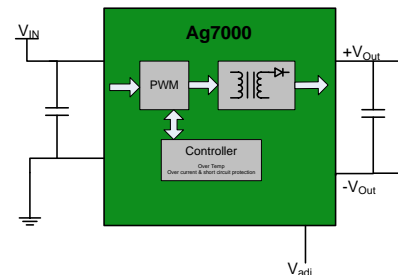 Ag7000
VIN
+VOut
PWM
Controller
Over Temp
Over current & short circuit protection
-VOut
Vadj